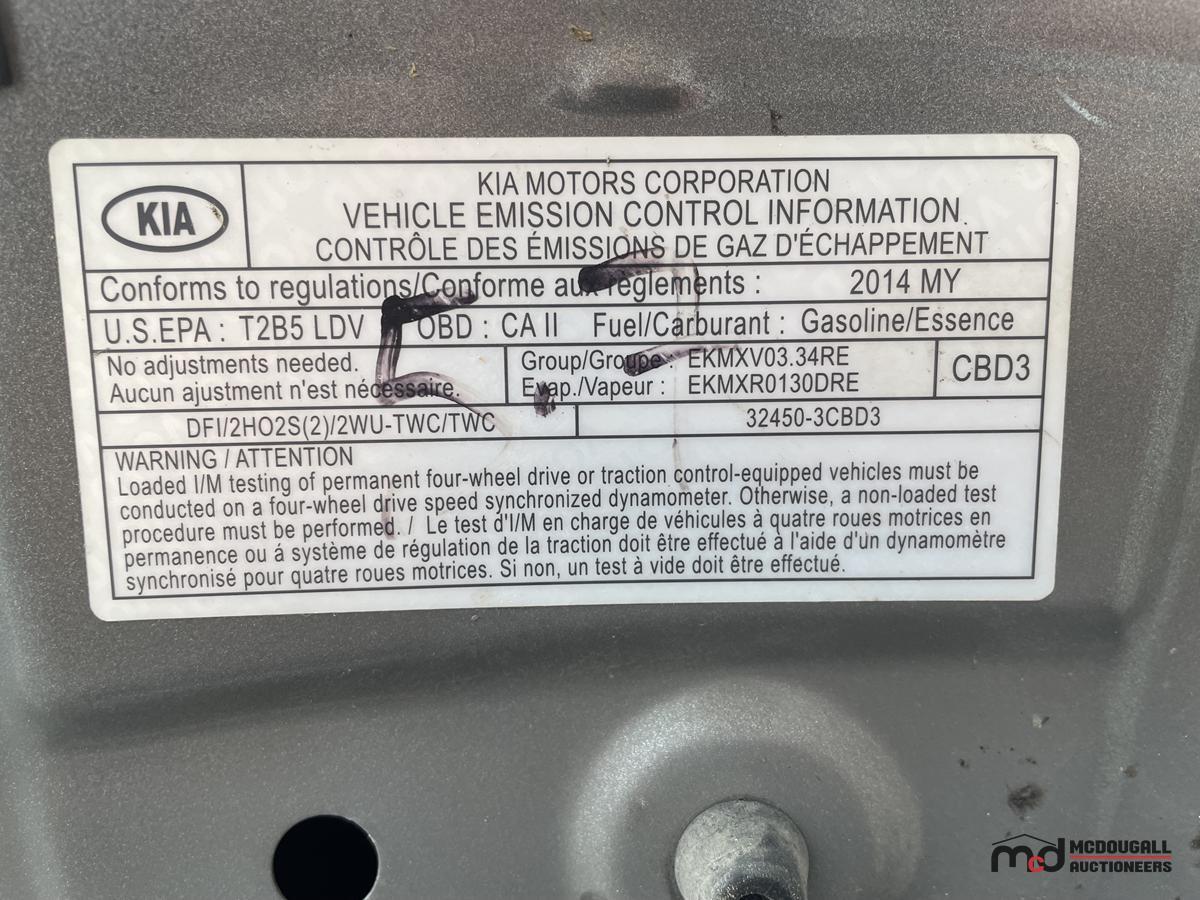 KIA
KIA MOTORS CORPORATION
VEHICLE EMISSION CONTROL INFORMATION
CONTRÔLE DES ÉMISSIONS DE GAZ D'ÉCHAPPEMENT
Conforms to regulations/Conforme aux règlements : 2014 MY
U.S.EPA : T2B5 LDV OBD : CA II Fuel/Carburant : Gasoline/Essence
No adjustments needed.
Aucun ajustment n'est nécessaire.
Group/Groupe : EKMXV03.34RE
Evap./Vapeur : EKMXR0130DRE
CBD3
DFI/2HO2S(2)/2WU-TWC/TWC
32450-3CBD3
WARNING / ATTENTION
Loaded I/M testing of permanent four-wheel drive or traction control-equipped vehicles must be
conducted on a four-wheel drive speed synchronized dynamometer. Otherwise, a non-loaded test
procedure must be performed. / Le test d'I/M en charge de véhicules à quatre roues motrices en
permanence ou á système de régulation de la traction doit être effectué à l'aide d'un dynamomètre
synchronisé pour quatre roues motrices. Si non, un test à vide doit être effectué.
mcd MCDOUGALL
AUCTIONEERS